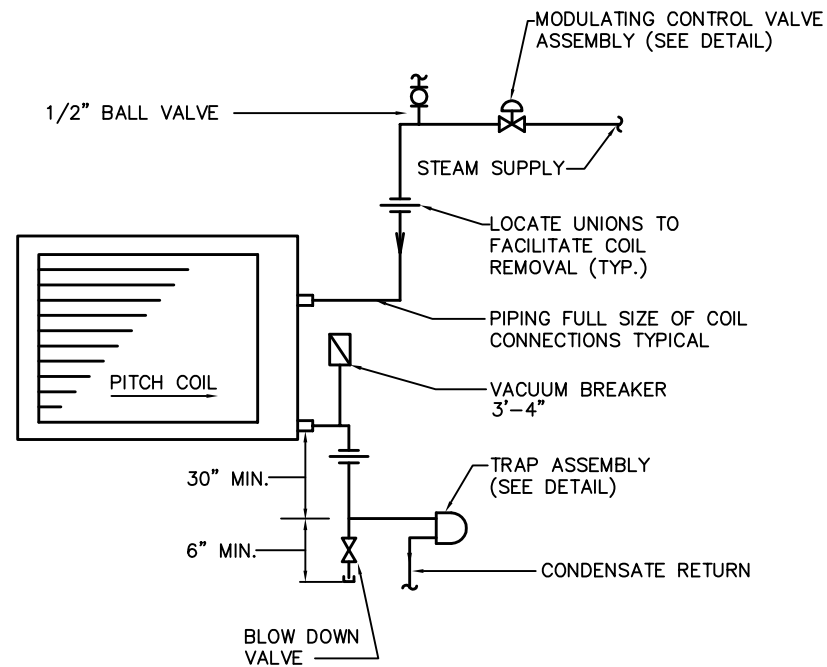 MODULATING CONTROL VALVE
ASSEMBLY (SEE DETAIL)
1/2" BALL VALVE
STEAM SUPPLY
LOCATE UNIONS TO
FACILITATE COIL
REMOVAL (TYP.)
PIPING FULL SIZE OF COIL
CONNECTIONS TYPICAL
PITCH COIL
VACUUM BREAKER
3'-4"
30" MIN.
TRAP ASSEMBLY
(SEE DETAIL)
6" MIN.
CONDENSATE RETURN
BLOW DOWN
VALVE